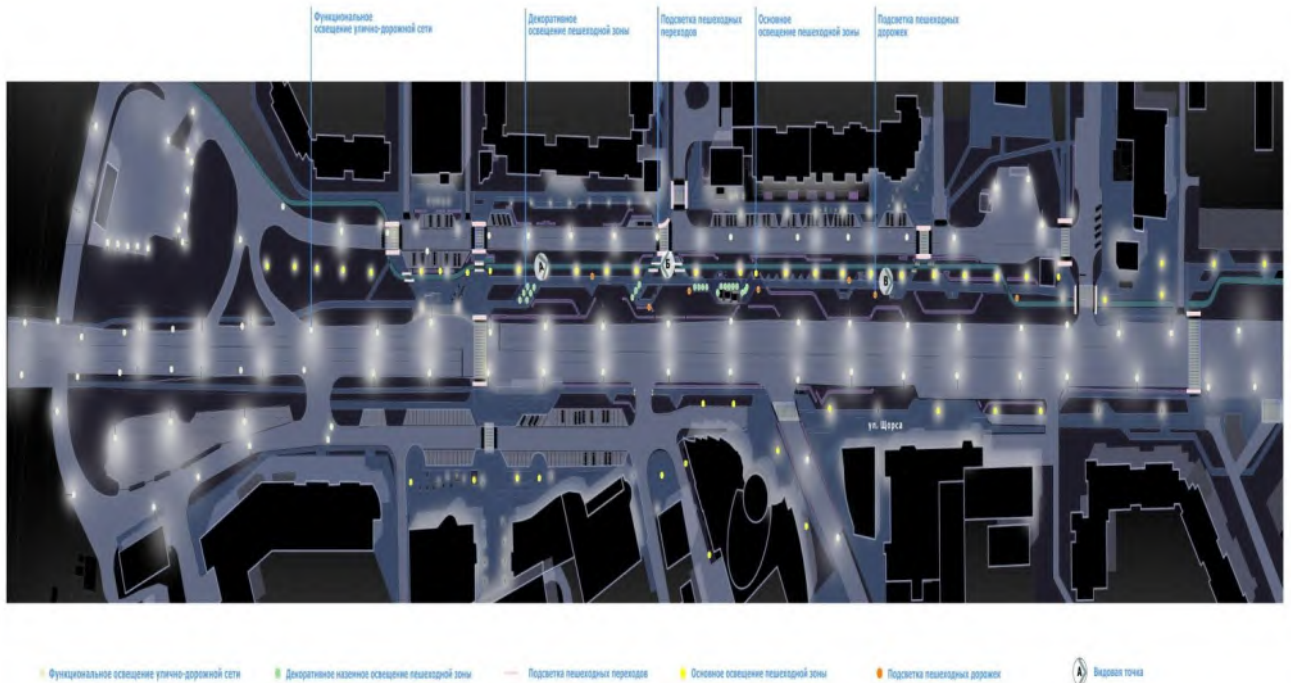 Функциональное
освещение улично-дорожной сети
Декоративное
освещение пешеходной зоны
Подсветка пешеходных
переходов
Основное
освещение пешеходной зоны
Подсветка пешеходных
дорожек
А
Б
В
ул. Щорса
Функциональное освещение улично-дорожной сети
Декоративное наземное освещение пешеходной зоны
Подсветка пешеходных переходов
Основное освещение пешеходной зоны
Подсветка пешеходных дорожек
А
Видовая точка